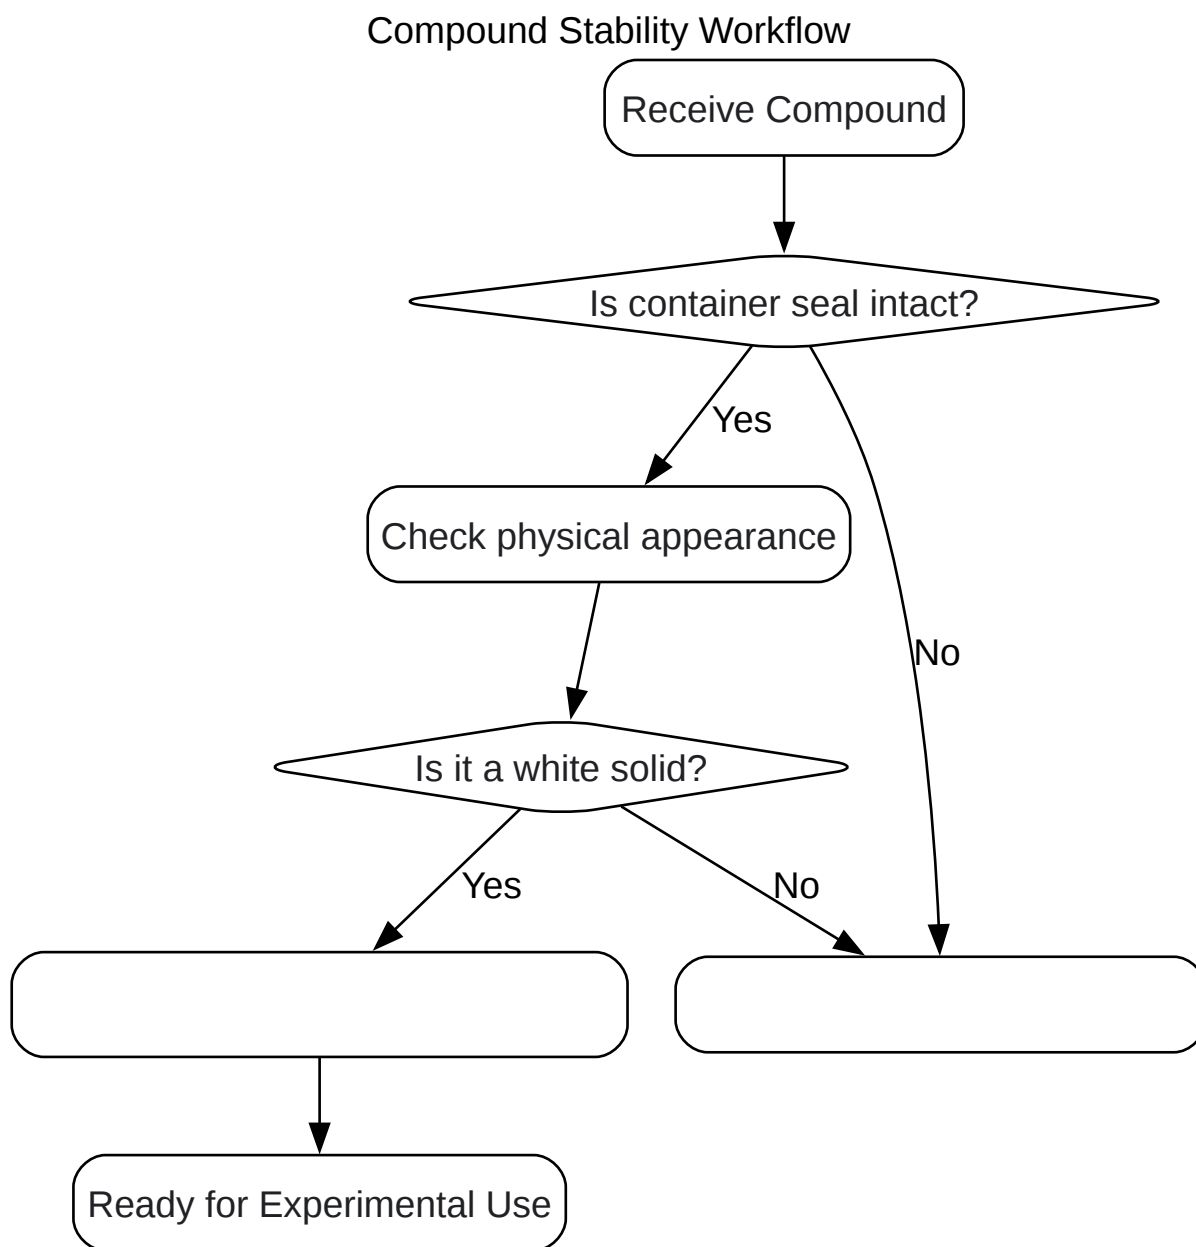 Compound Stability Workflow
Receive Compound
Is container seal intact?
Yes
Check physical appearance
No
Is it a white solid?
Yes
No
Ready for Experimental Use